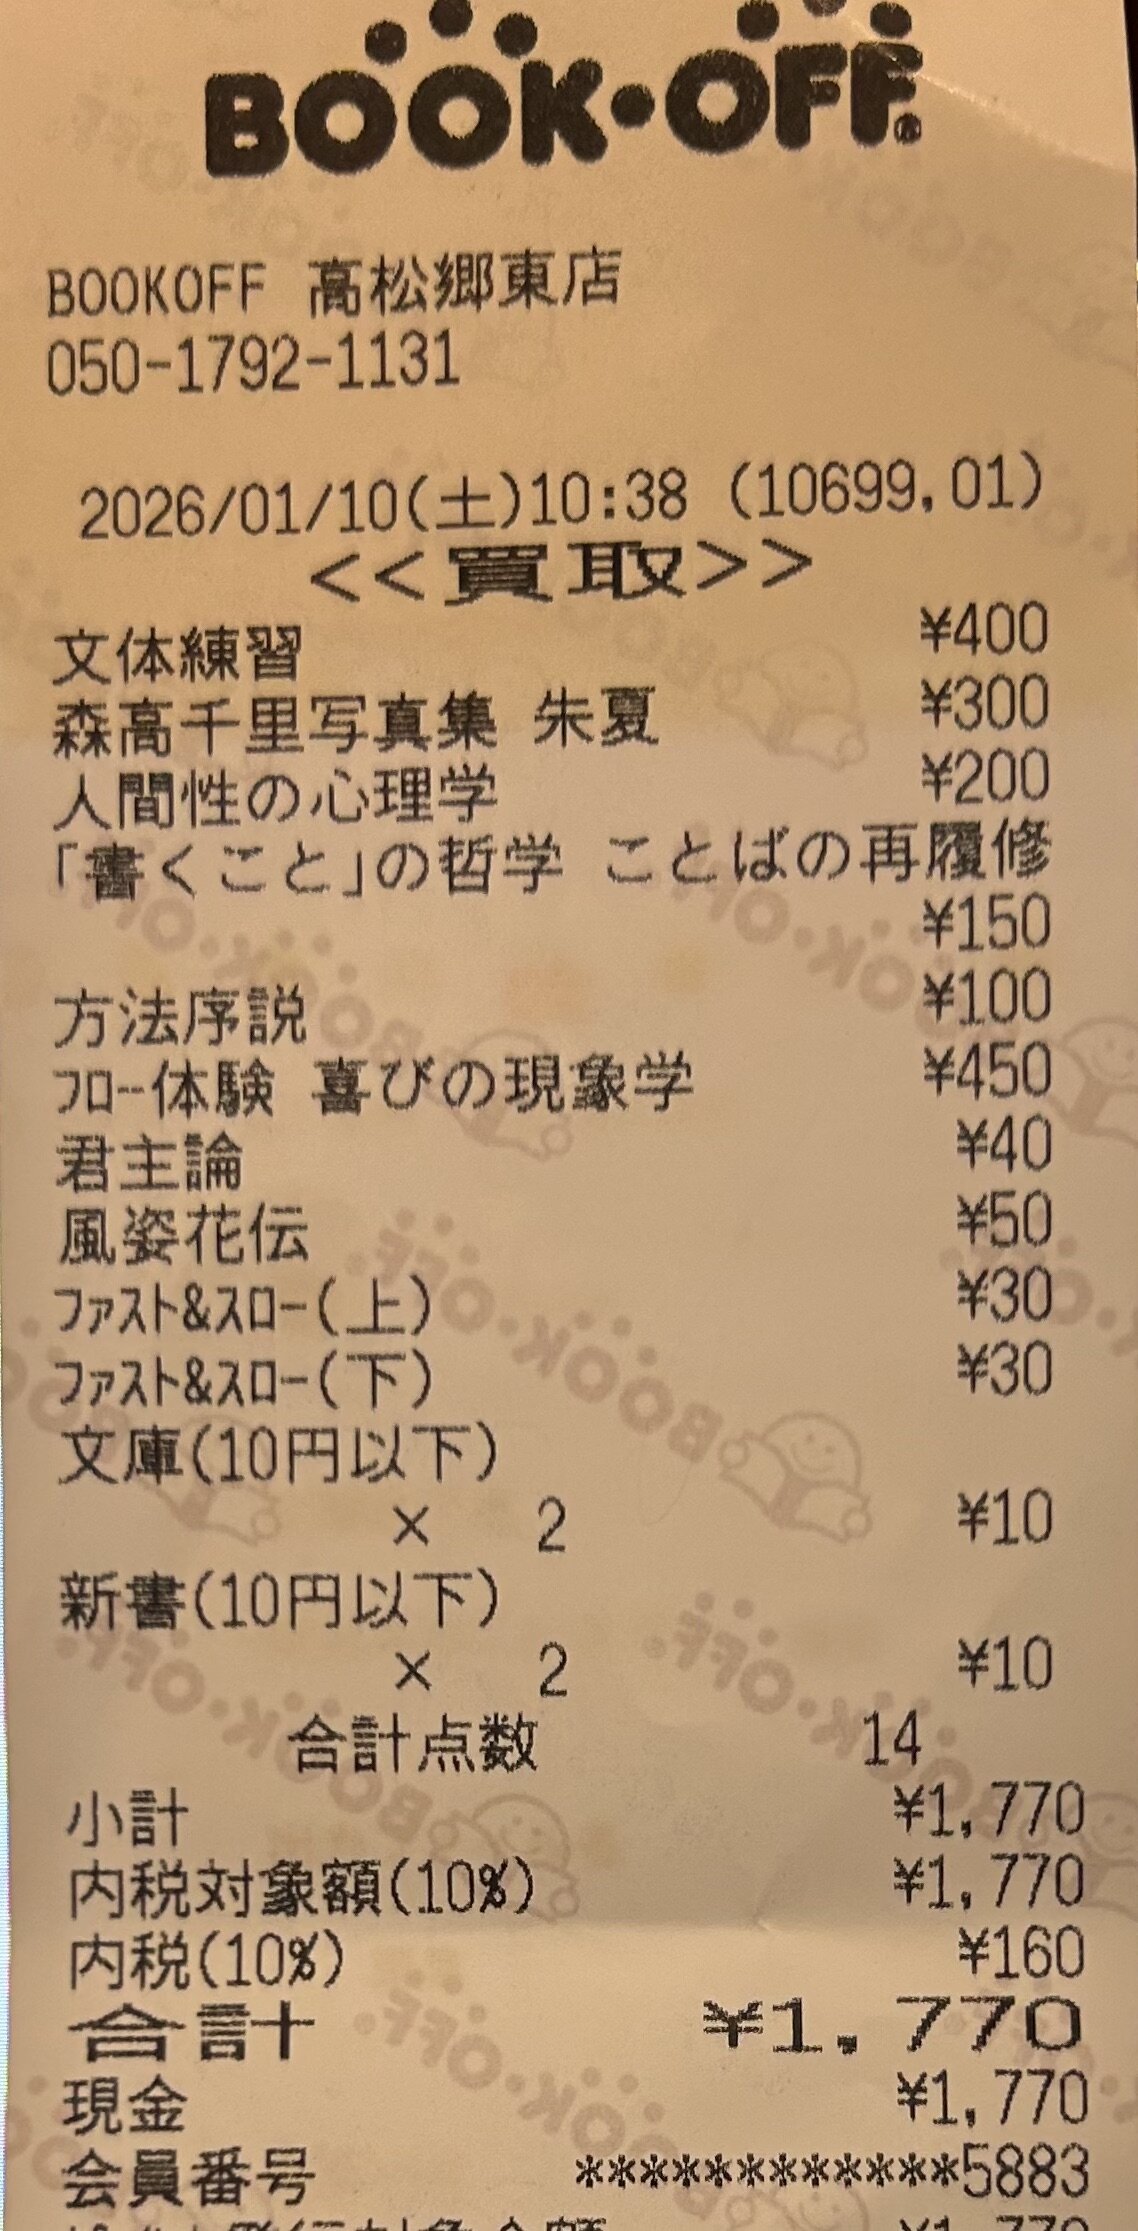 BOOK・OFF®
BOOKOFF 高松郷東店
050-1792-1131
2026/01/10(土)10:38 (10699,01)
<<買取>>
文体練習 ¥400
森高千里写真集 朱夏 ¥300
人間性の心理学 ¥200
「書くこと」の哲学 ことばの再履修
¥150
方法序説 ¥100
ﾌﾛｰ体験 喜びの現象学 ¥450
君主論 ¥40
風姿花伝 ¥50
ﾌｧｽﾄ&ｽﾛｰ(上) ¥30
ﾌｧｽﾄ&ｽﾛｰ(下) ¥30
文庫(10円以下)
× 2 ¥10
新書(10円以下)
× 2 ¥10
合計点数 14
小計 ¥1,770
内税対象額(10%) ¥1,770
内税(10%) ¥160
合計 ¥1,770
現金 ¥1,770
会員番号 ************5883